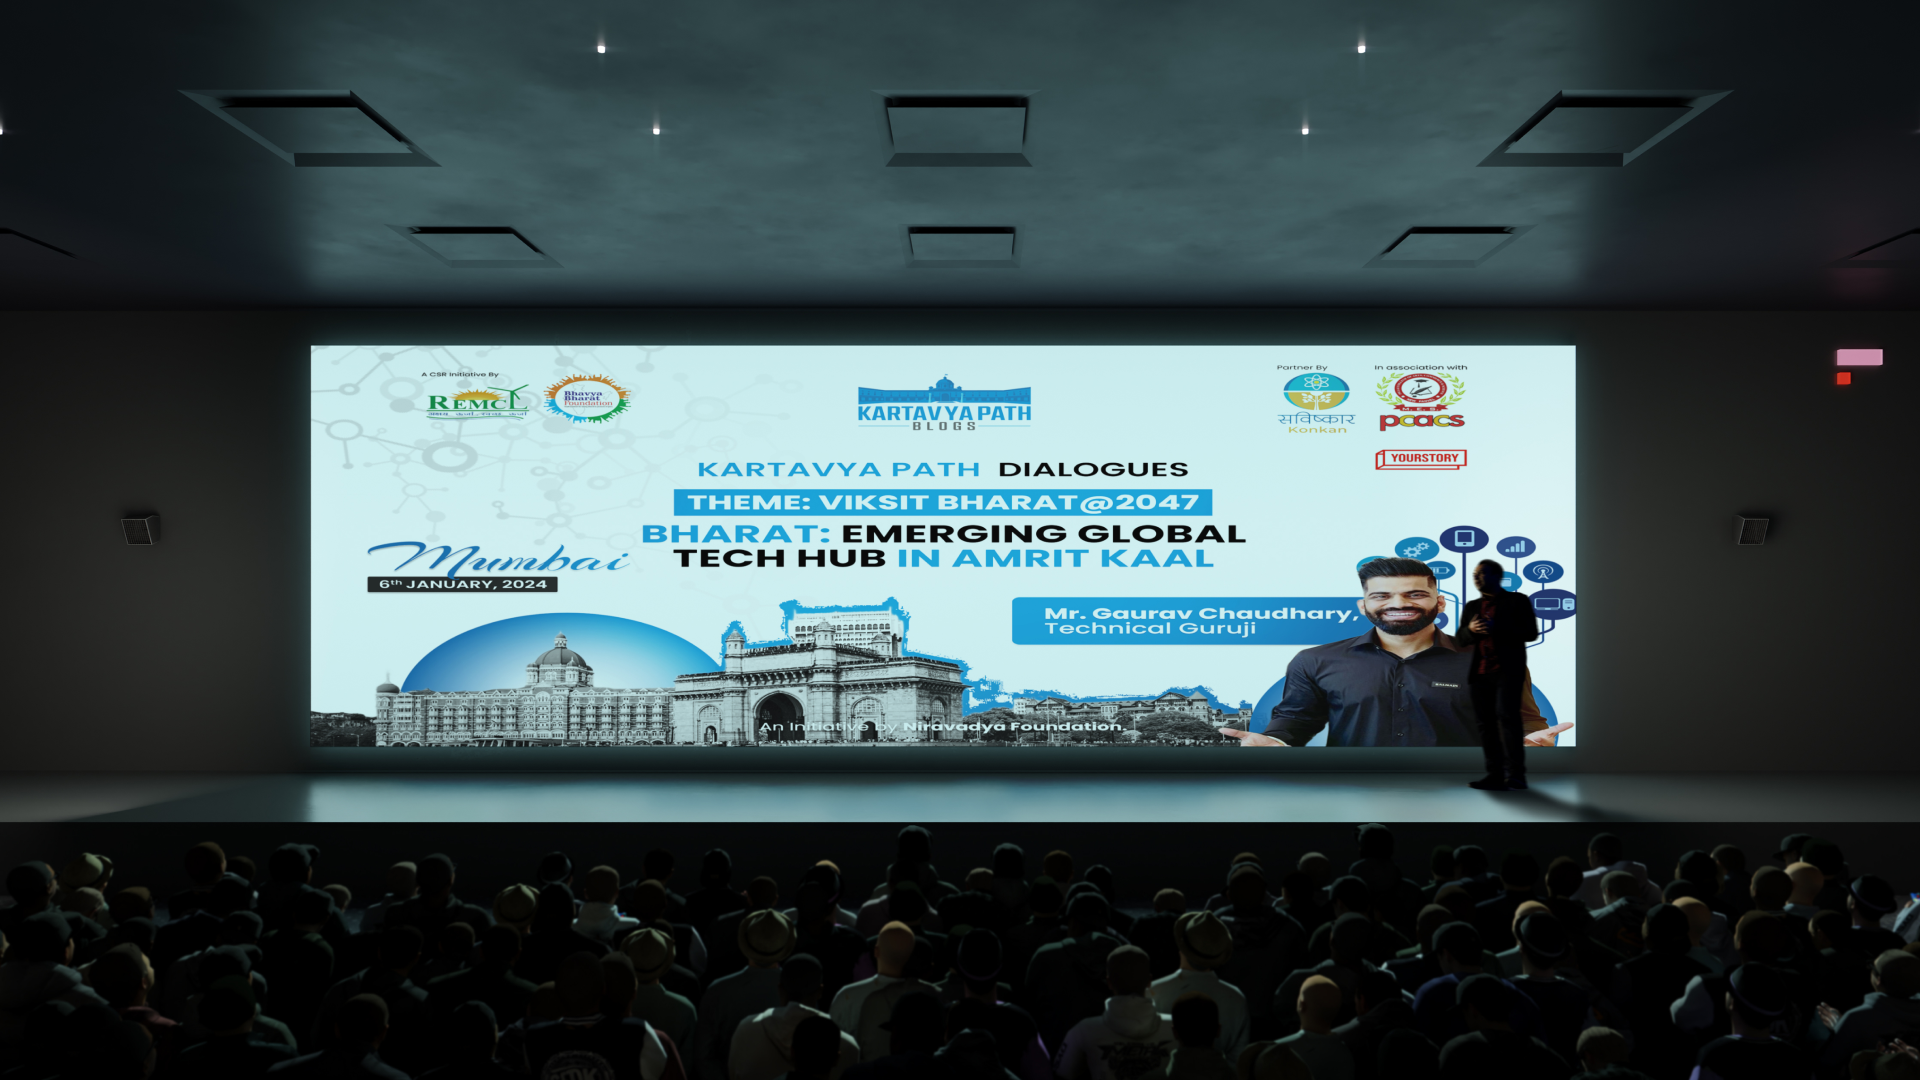 A CSR Initiative By
REMCL
Bhavya
Bharat
Foundation
KARTAVYA PATH
BLOGS
Partner By
सविष्कार
Konkan
In association with
M.E.S.
pcacs
YOURSTORY
KARTAVYA PATH DIALOGUES
THEME: VIKSIT BHARAT@2047
BHARAT: EMERGING GLOBAL
TECH HUB IN AMRIT KAAL
Mumbai
6th JANUARY, 2024
Mr. Gaurav Chaudhary,
Technical Guruji
An Initiative by Niravadya Foundation.